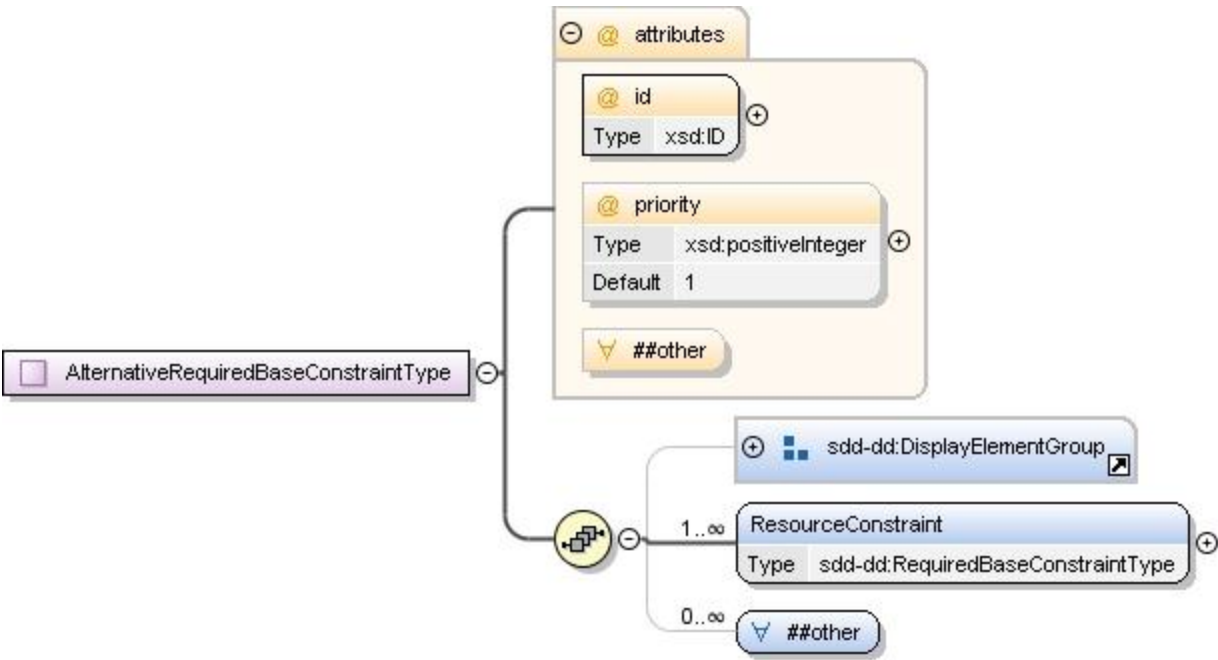 @ attributes
@ id
Type xsd:ID
@ priority
Type xsd:positiveInteger
Default 1
∀ ##other
AlternativeRequiredBaseConstraintType
sdd-dd:DisplayElementGroup
1..∞
ResourceConstraint
Type sdd-dd:RequiredBaseConstraintType
0..∞
∀ ##other